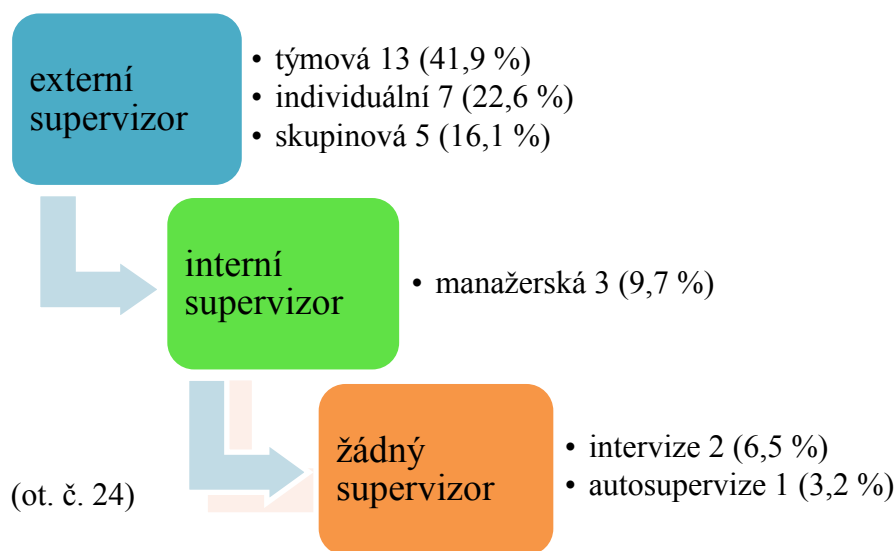 externí
supervizor
• týmová 13 (41,9 %)
• individuální 7 (22,6 %)
• skupinová 5 (16,1 %)
interní
supervizor
• manažerská 3 (9,7 %)
žádný
supervizor
• intervize 2 (6,5 %)
• autosupervize 1 (3,2 %)
(ot. č. 24)